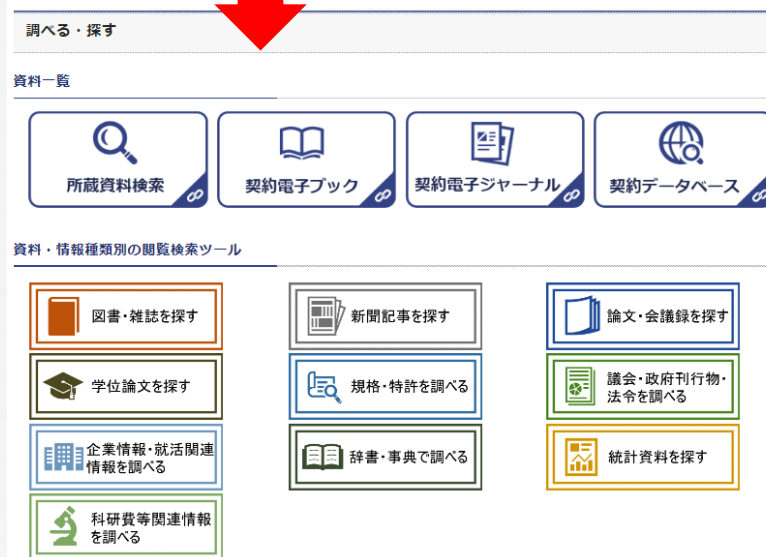 調べる・探す
資料一覧
所蔵資料検索
契約電子ブック
契約電子ジャーナル
契約データベース
資料・情報種類別の閲覧検索ツール
図書・雑誌を探す
新聞記事を探す
論文・会議録を探す
学位論文を探す
規格・特許を調べる
議会・政府刊行物・
法令を調べる
企業情報・就活関連
情報を調べる
辞書・事典で調べる
統計資料を探す
科研費等関連情報
を調べる